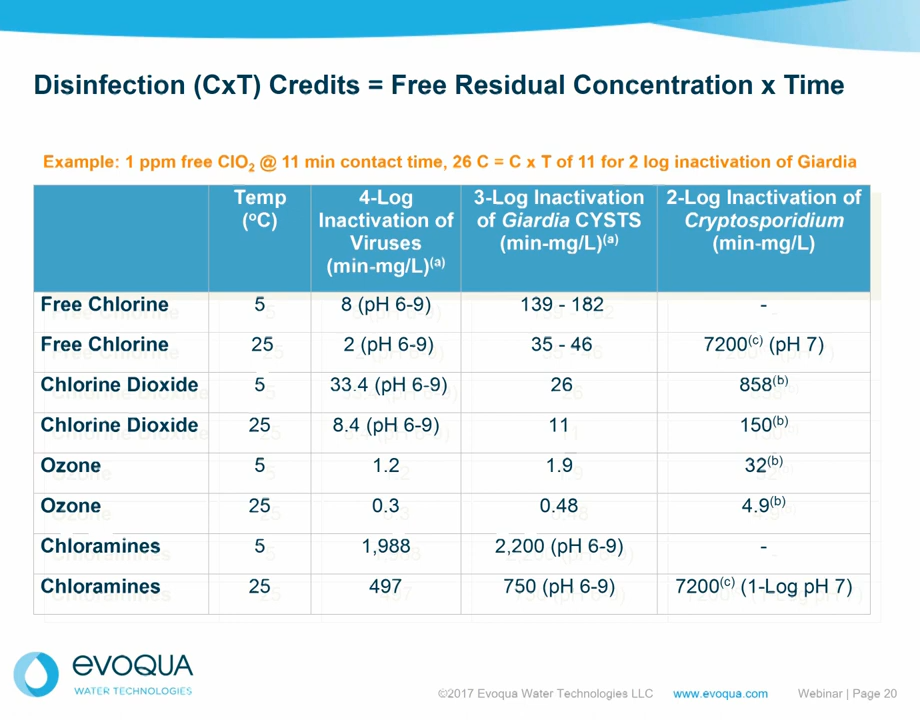 Disinfection (CxT) Credits = Free Residual Concentration x Time
Example: 1 ppm free ClO2 @ 11 min contact time, 26 C = C x T of 11 for 2 log inactivation of Giardia
Temp (oC) 4-Log Inactivation of Viruses (min-mg/L)(a) 3-Log Inactivation of Giardia CYSTS (min-mg/L)(a) 2-Log Inactivation of Cryptosporidium (min-mg/L)
Free Chlorine 5 8 (pH 6-9) 139 - 182 -
Free Chlorine 25 2 (pH 6-9) 35 - 46 7200(c) (pH 7)
Chlorine Dioxide 5 33.4 (pH 6-9) 26 858(b)
Chlorine Dioxide 25 8.4 (pH 6-9) 11 150(b)
Ozone 5 1.2 1.9 32(b)
Ozone 25 0.3 0.48 4.9(b)
Chloramines 5 1,988 2,200 (pH 6-9) -
Chloramines 25 497 750 (pH 6-9) 7200(c) (1-Log pH 7)
evoqua
WATER TECHNOLOGIES
©2017 Evoqua Water Technologies LLC www.evoqua.com Webinar | Page 20